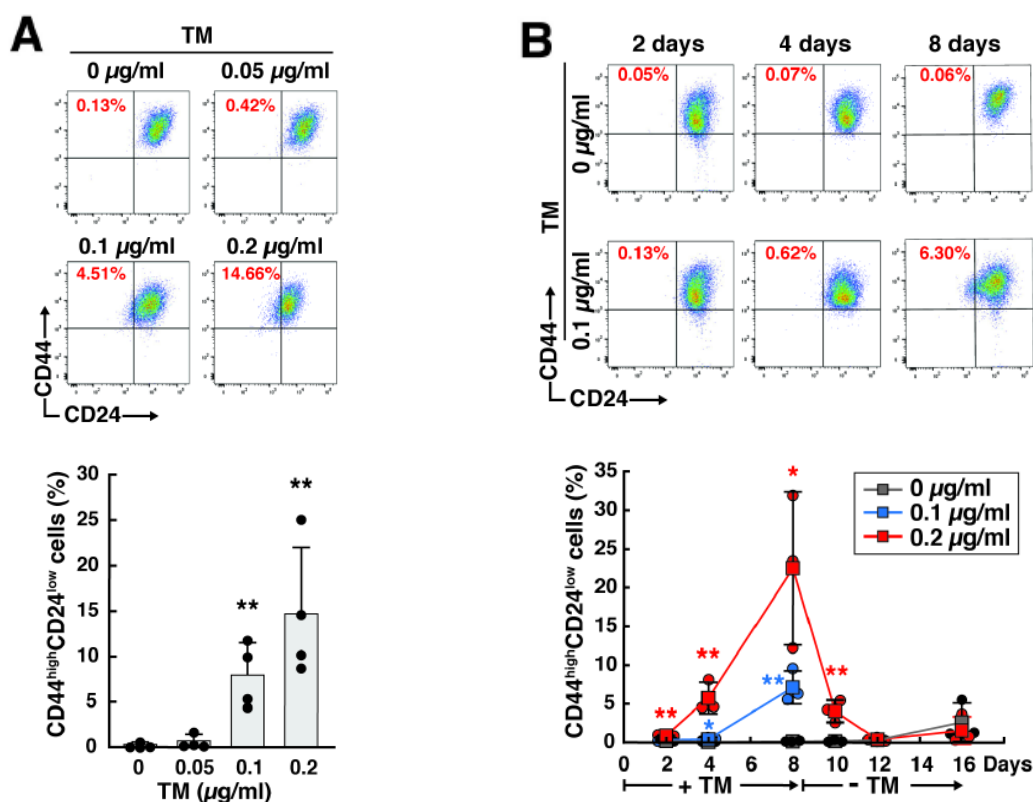 A
TM
0 µg/ml 0.05 µg/ml
0.13% 0.42%
0.1 µg/ml 0.2 µg/ml
4.51% 14.66%
CD44
CD24
CD44highCD24low cells (%)
30
25
20
15
10
5
0
** **
0 0.05 0.1 0.2
TM (µg/ml)
B
2 days 4 days 8 days
TM
0 µg/ml
0.05% 0.07% 0.06%
0.1 µg/ml
0.13% 0.62% 6.30%
CD44
CD24
CD44highCD24low cells (%)
35
30
25
20
15
10
5
0
0 µg/ml
0.1 µg/ml
0.2 µg/ml
*
** ** ** **
*
0 2 4 6 8 10 12 14 16 Days
+ TM - TM